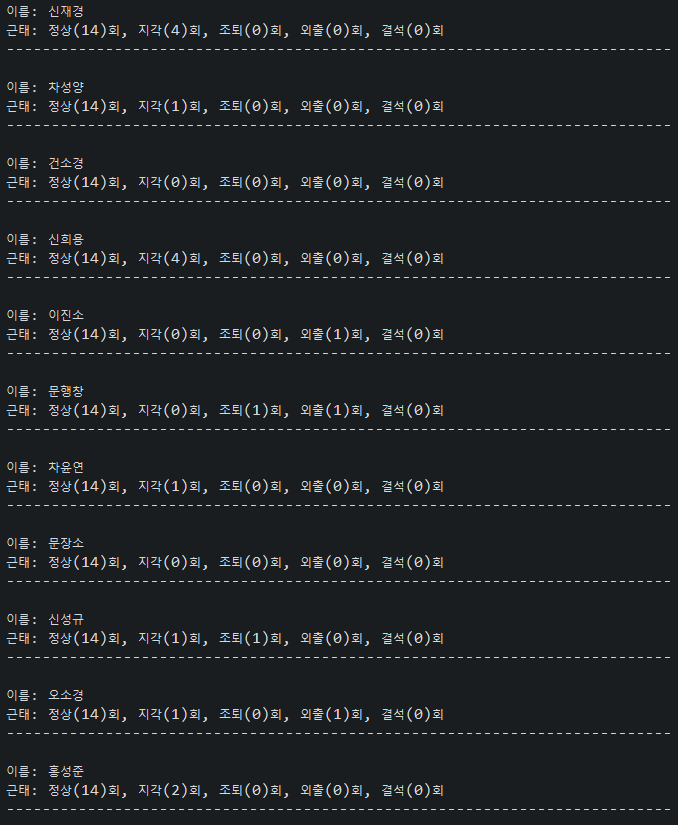 이름: 신재경
근태: 정상(14)회, 지각(4)회, 조퇴(0)회, 외출(0)회, 결석(0)회
--------------------------------------------------------------------------
이름: 차성양
근태: 정상(14)회, 지각(1)회, 조퇴(0)회, 외출(0)회, 결석(0)회
--------------------------------------------------------------------------
이름: 건소경
근태: 정상(14)회, 지각(0)회, 조퇴(0)회, 외출(0)회, 결석(0)회
--------------------------------------------------------------------------
이름: 신희용
근태: 정상(14)회, 지각(4)회, 조퇴(0)회, 외출(0)회, 결석(0)회
--------------------------------------------------------------------------
이름: 이진소
근태: 정상(14)회, 지각(0)회, 조퇴(0)회, 외출(1)회, 결석(0)회
--------------------------------------------------------------------------
이름: 문행창
근태: 정상(14)회, 지각(0)회, 조퇴(1)회, 외출(1)회, 결석(0)회
--------------------------------------------------------------------------
이름: 차윤연
근태: 정상(14)회, 지각(1)회, 조퇴(0)회, 외출(0)회, 결석(0)회
--------------------------------------------------------------------------
이름: 문장소
근태: 정상(14)회, 지각(0)회, 조퇴(0)회, 외출(0)회, 결석(0)회
--------------------------------------------------------------------------
이름: 신성규
근태: 정상(14)회, 지각(1)회, 조퇴(1)회, 외출(0)회, 결석(0)회
--------------------------------------------------------------------------
이름: 오소경
근태: 정상(14)회, 지각(1)회, 조퇴(0)회, 외출(1)회, 결석(0)회
--------------------------------------------------------------------------
이름: 홍성준
근태: 정상(14)회, 지각(2)회, 조퇴(0)회, 외출(0)회, 결석(0)회
--------------------------------------------------------------------------